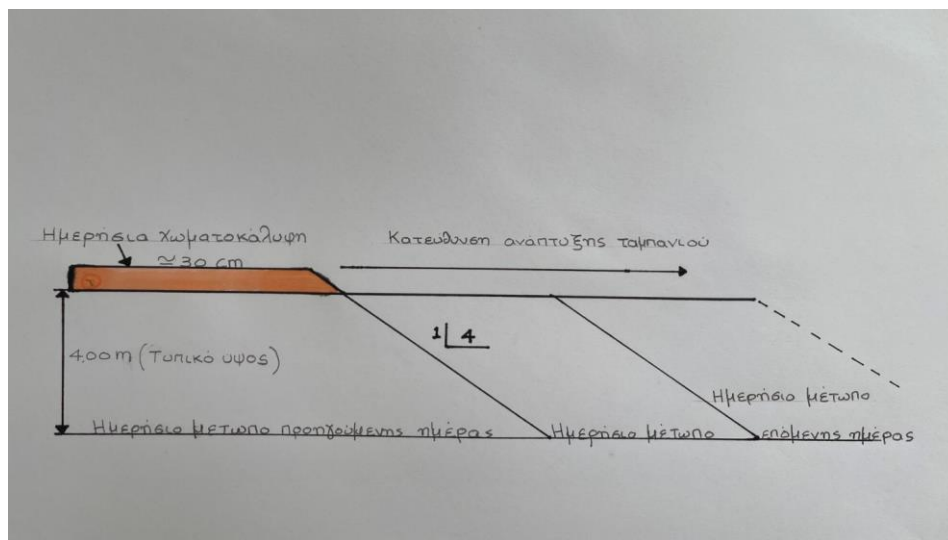 Ημερήσια χωματοκάλυψη
≃ 30 cm
Κατεύθυνση ανάπτυξης ταμπανιού
1 4
4.00 m (Τυπικό ύψος)
Ημερήσιο μέτωπο
Ημερήσιο μέτωπο προηγούμενης ημέρας
Ημερήσιο μέτωπο
επόμενης ημέρας